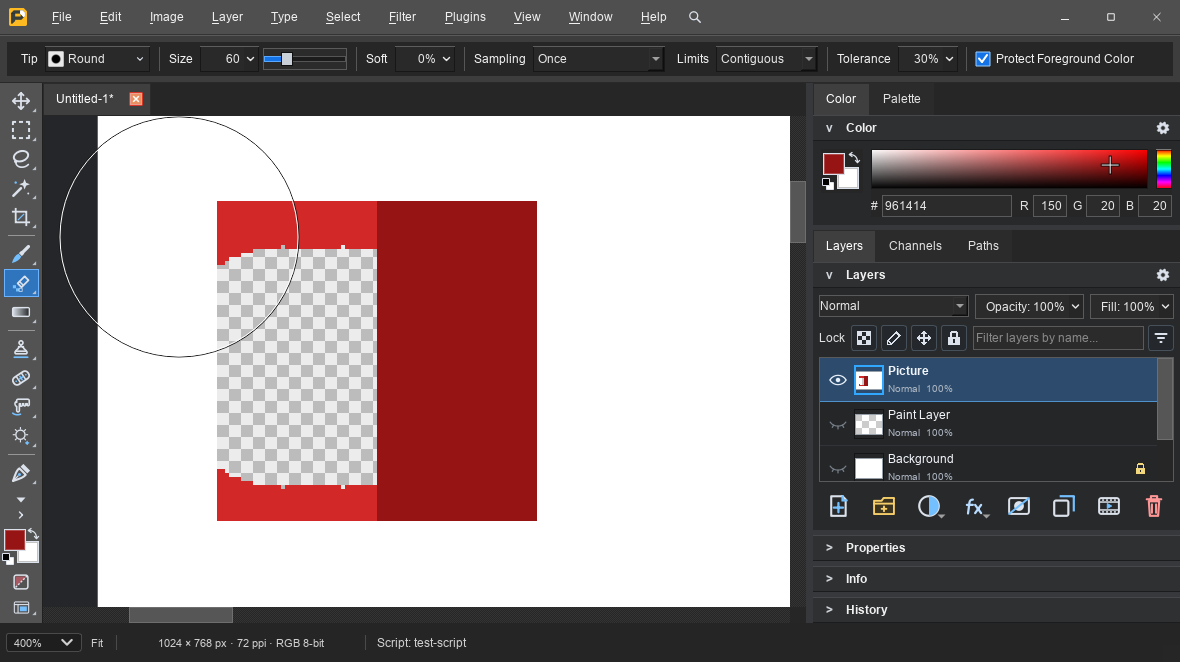 File Edit Image Layer Type Select Filter Plugins View Window Help
Tip Round Size 60 Soft 0% Sampling Once Limits Contiguous Tolerance 30% Protect Foreground Color
Untitled-1*
Color Palette
Color
# 961414 R 150 G 20 B 20
Layers Channels Paths
Layers
Normal Opacity: 100% Fill: 100%
Lock Filter layers by name...
Picture
Normal 100%
Paint Layer
Normal 100%
Background
Normal 100%
fx
Properties
Info
History
400% Fit 1024 × 768 px · 72 ppi · RGB 8-bit Script: test-script